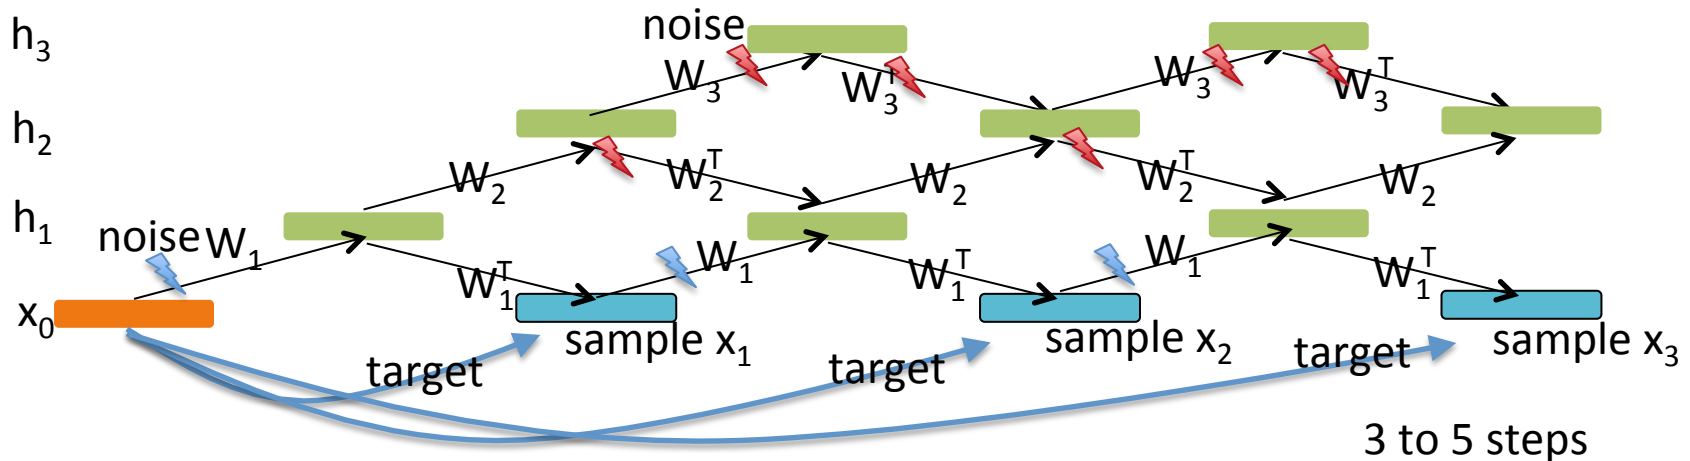 h₃
noise
W₃
W₃ᵀ
W₃
W₃ᵀ
h₂
W₂
W₂ᵀ
W₂
W₂ᵀ
W₂
h₁
noise W₁
W₁ᵀ
W₁
W₁ᵀ
W₁
W₁ᵀ
x₀
sample x₁
sample x₂
sample x₃
target
target
target
3 to 5 steps